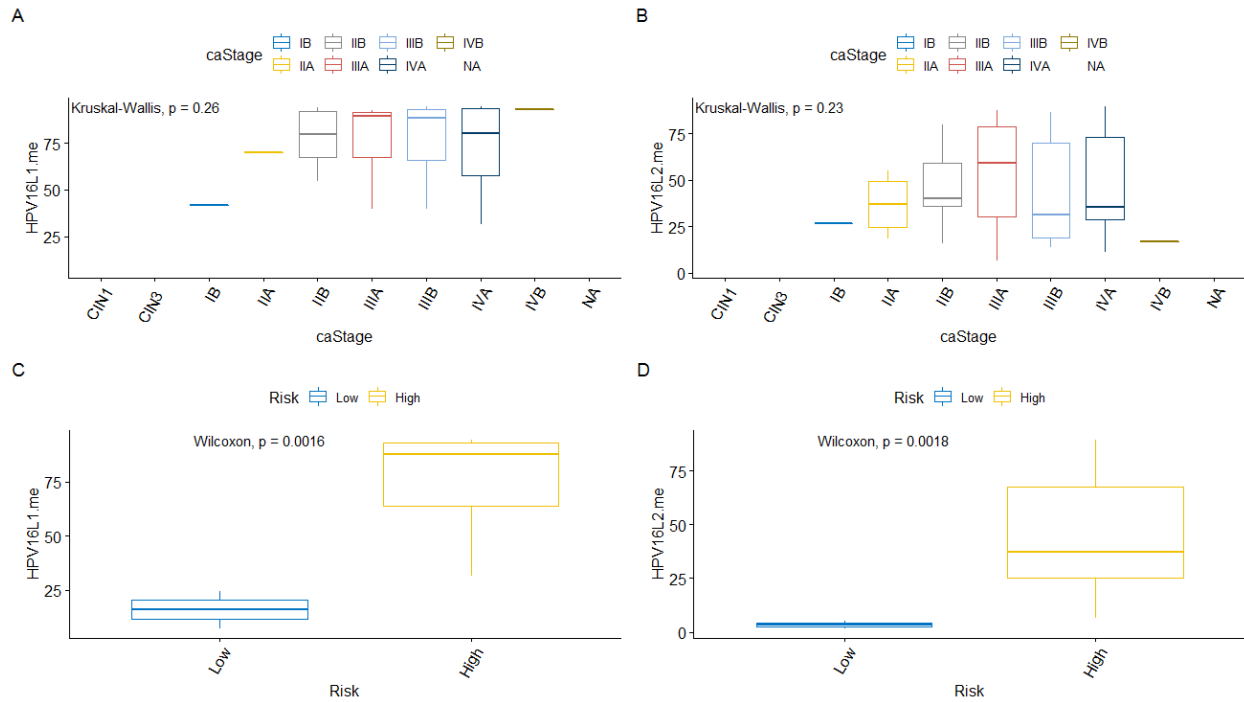 A
caStage IB IIB IIIB IVB
IIA IIIA IVA NA
Kruskal-Wallis, p = 0.26
HPV16L1.me
75
50
25
CIN1 CIN3 IB IIA IIB IIIA IIIB IVA IVB NA
caStage
B
caStage IB IIB IIIB IVB
IIA IIIA IVA NA
Kruskal-Wallis, p = 0.23
HPV16L2.me
75
50
25
0
CIN1 CIN3 IB IIA IIB IIIA IIIB IVA IVB NA
caStage
C
Risk Low High
Wilcoxon, p = 0.0016
HPV16L1.me
75
50
25
Low High
Risk
D
Risk Low High
Wilcoxon, p = 0.0018
HPV16L2.me
75
50
25
0
Low High
Risk